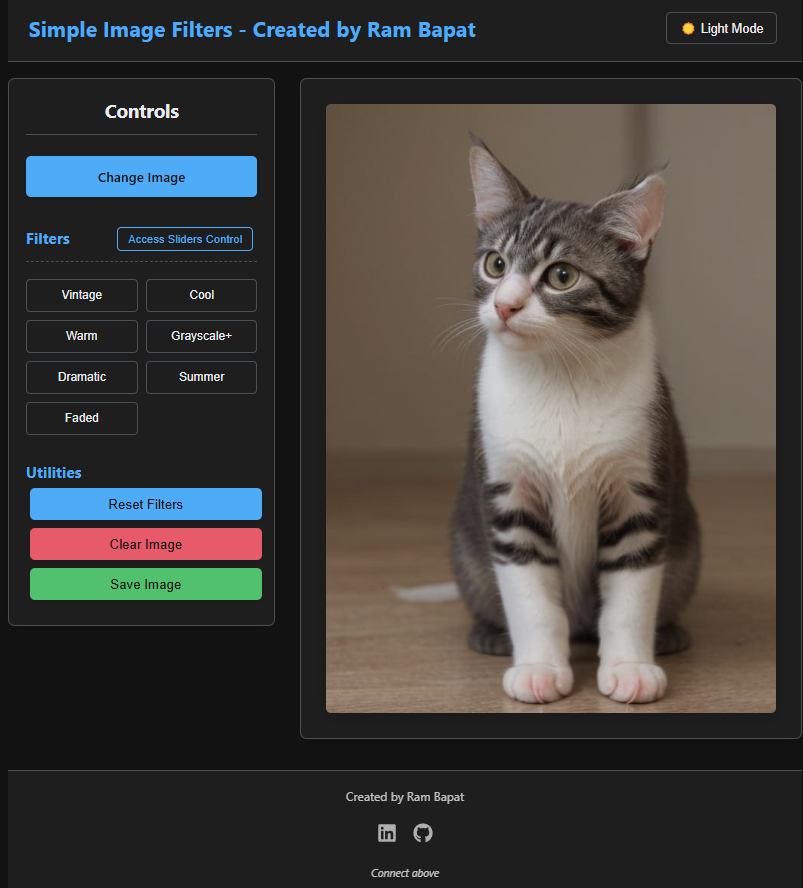 Simple Image Filters - Created by Ram Bapat
Light Mode
Controls
Change Image
Filters
Access Sliders Control
Vintage
Cool
Warm
Grayscale+
Dramatic
Summer
Faded
Utilities
Reset Filters
Clear Image
Save Image
Created by Ram Bapat
in
Connect above